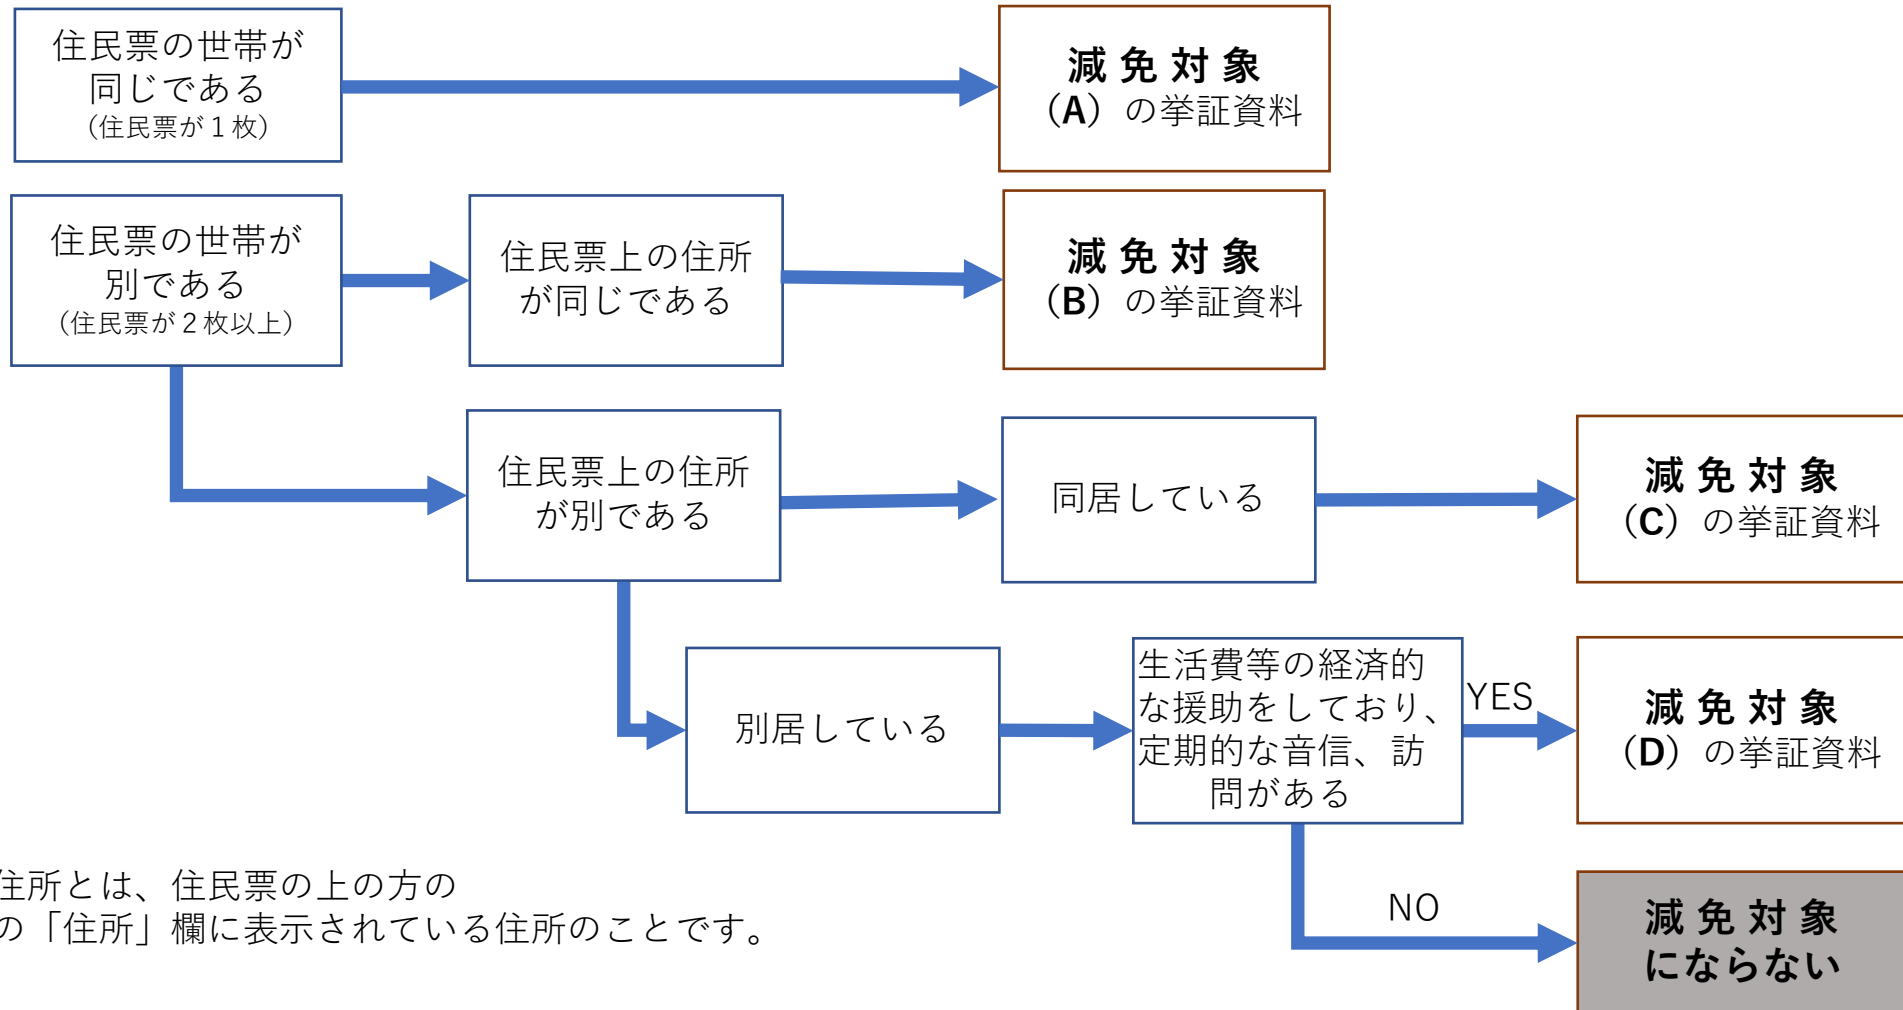 住民票の世帯が
同じである
（住民票が１枚）
減 免 対 象
（A）の挙証資料
住民票の世帯が
別である
（住民票が２枚以上）
住民票上の住所
が同じである
減 免 対 象
（B）の挙証資料
住民票上の住所
が別である
同居している
減 免 対 象
（C）の挙証資料
別居している
生活費等の経済的
な援助をしており、
定期的な音信、訪
問がある
YES
減 免 対 象
（D）の挙証資料
NO
減 免 対 象
にならない
住所とは、住民票の上の方の
の「住所」欄に表示されている住所のことです。